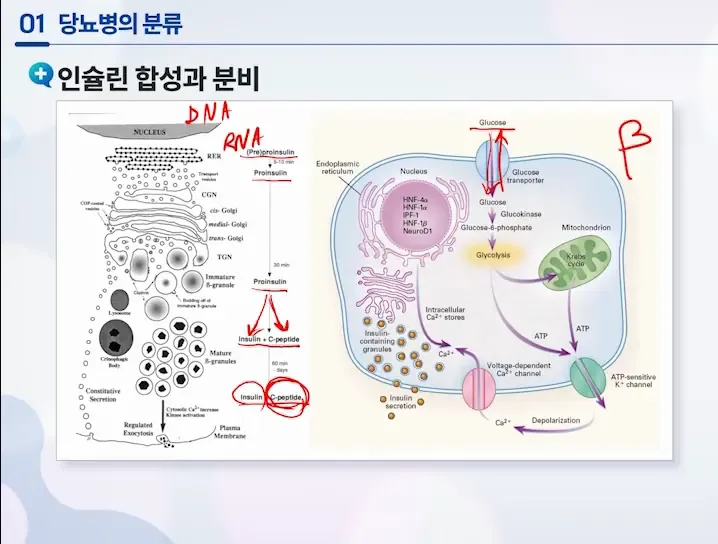 01 당뇨병의 분류
인슐린 합성과 분비
DNA
RNA
NUCLEUS
RER
(Pre)proinsulin
5-10 min
Proinsulin
Transport vesicles
CGN
COP-coated vesicles
cis- Golgi
medial- Golgi
trans- Golgi
TGN
30 min
Proinsulin
Immature ß-granule
Clathrin
Budding off of immature ß-granule
Lysosome
Insulin + C-peptide
Crinophagic Body
Mature ß-granules
60 min - days
Insulin
C-peptide
Constitutive Secretion
Cytosolic Ca²⁺ increase
Kinase activation
Regulated Exocytosis
Plasma Membrane
β
Glucose
Endoplasmic reticulum
Nucleus
Glucose transporter
HNF-4α
HNF-1α
IPF-1
HNF-1β
NeuroD1
Glucose
Glucokinase
Glucose-6-phosphate
Mitochondrion
Glycolysis
Krebs cycle
Intracellular Ca²⁺ stores
ATP
ATP
Insulin-containing granules
Ca²⁺
Voltage-dependent Ca²⁺ channel
ATP-sensitive K⁺ channel
Insulin secretion
Depolarization
Ca²⁺